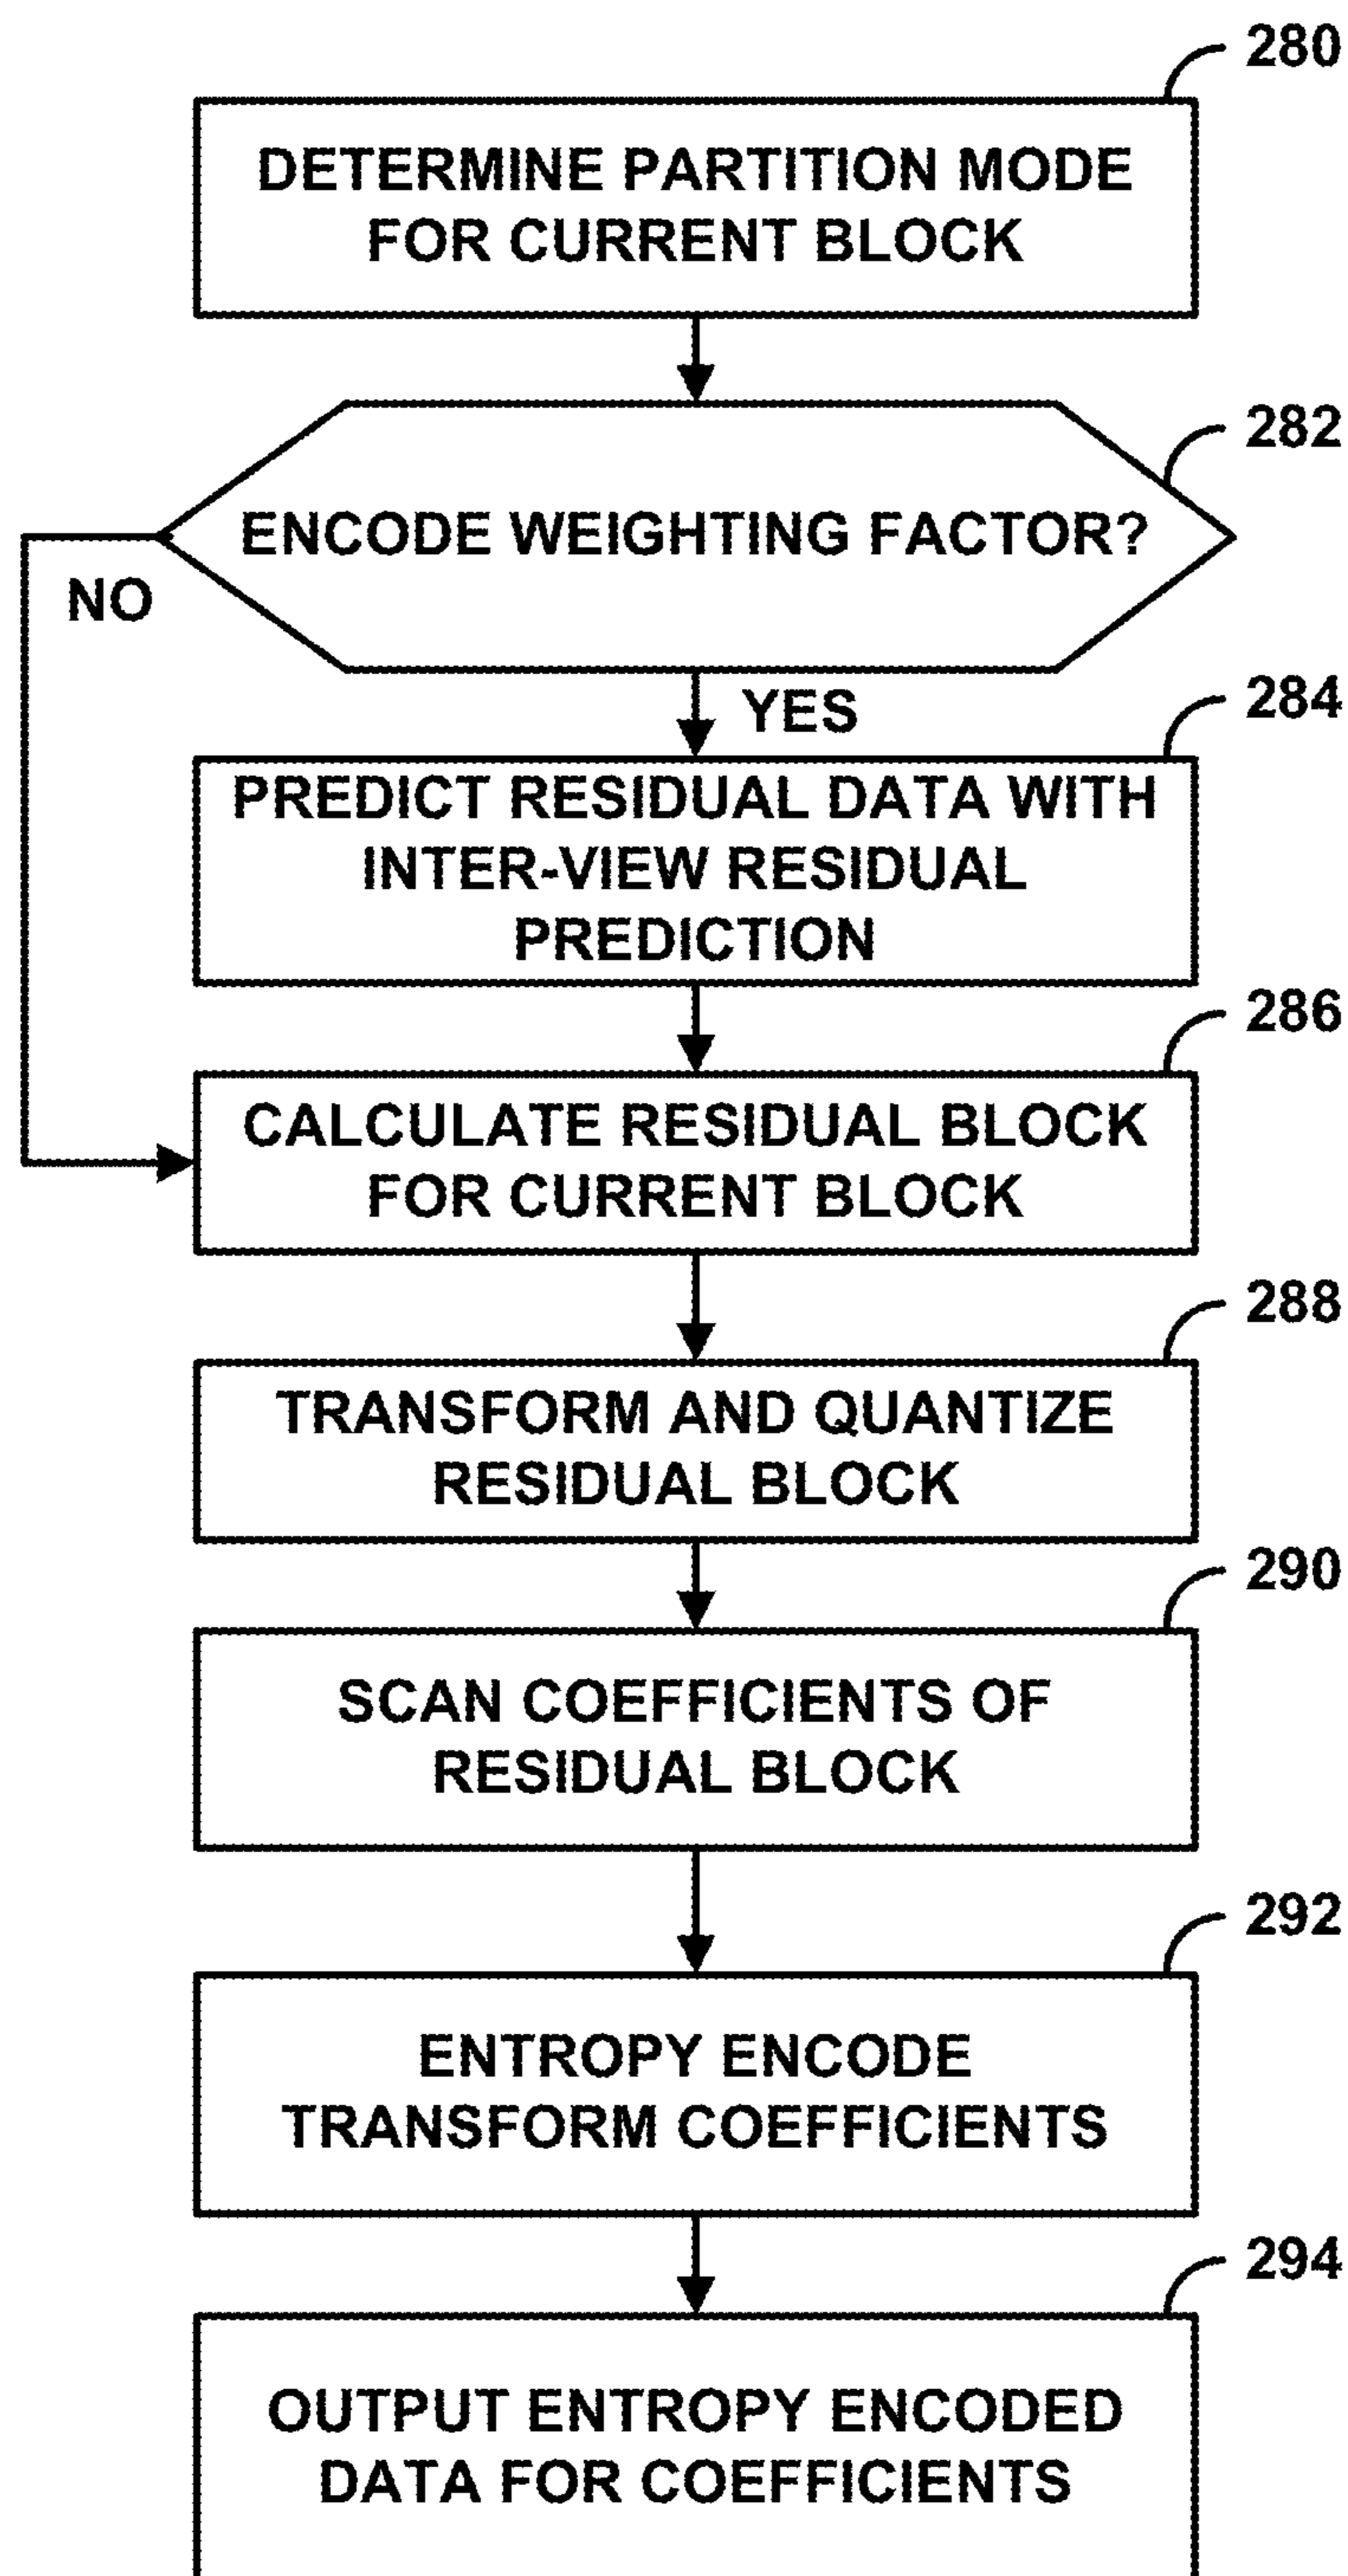 280
DETERMINE PARTITION MODE
FOR CURRENT BLOCK
282
ENCODE WEIGHTING FACTOR?
NO
YES
284
PREDICT RESIDUAL DATA WITH
INTER-VIEW RESIDUAL
PREDICTION
286
CALCULATE RESIDUAL BLOCK
FOR CURRENT BLOCK
288
TRANSFORM AND QUANTIZE
RESIDUAL BLOCK
290
SCAN COEFFICIENTS OF
RESIDUAL BLOCK
292
ENTROPY ENCODE
TRANSFORM COEFFICIENTS
294
OUTPUT ENTROPY ENCODED
DATA FOR COEFFICIENTS